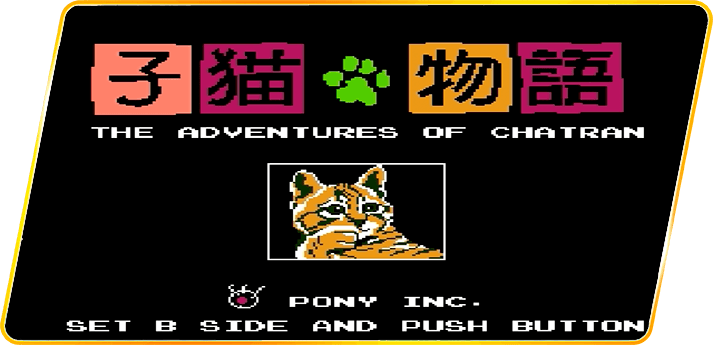 子猫物語
THE ADVENTURES OF CHATRAN
PONY INC.
SET B SIDE AND PUSH BUTTON